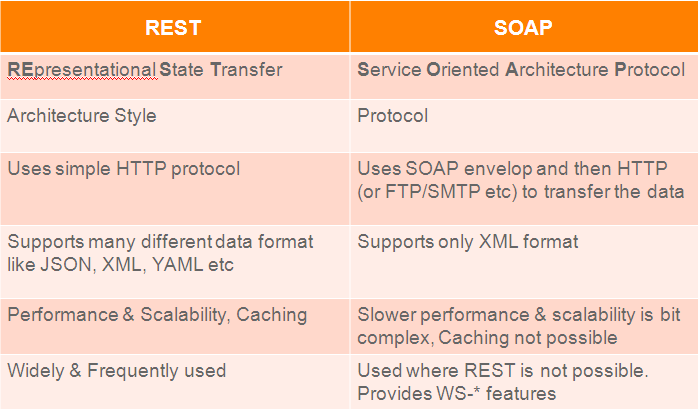 REST SOAP
REpresentational State Transfer Service Oriented Architecture Protocol
Architecture Style Protocol
Uses simple HTTP protocol Uses SOAP envelop and then HTTP
(or FTP/SMTP etc) to transfer the data
Supports many different data format Supports only XML format
like JSON, XML, YAML etc
Performance & Scalability, Caching Slower performance & scalability is bit
complex, Caching not possible
Widely & Frequently used Used where REST is not possible.
Provides WS-* features